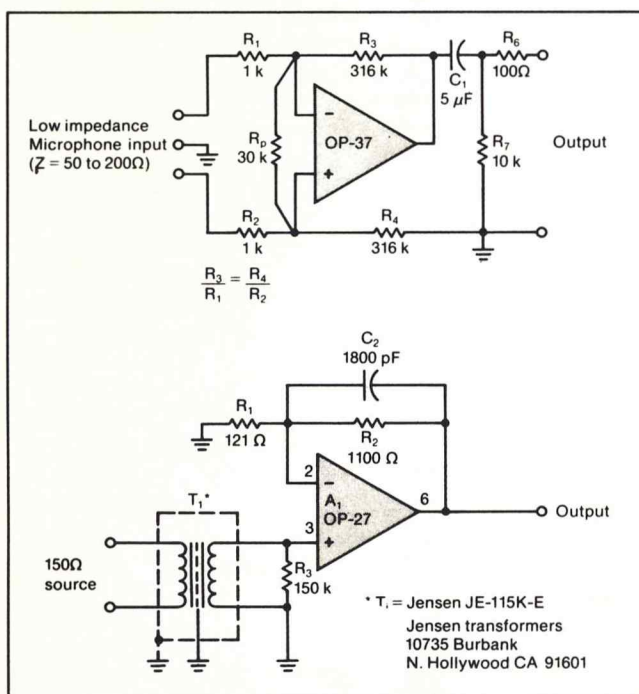 R₁
1 k
R₃
316 k
C₁
5 μF
R₆
100Ω
Low impedance
Microphone input
(Z = 50 to 200Ω)
Rₚ
30 k
−
+
OP-37
R₇
10 k
Output
R₂
1 k
R₄
316 k
R₃/R₁ = R₄/R₂
C₂
1800 pF
R₁
121 Ω
R₂
1100 Ω
2
−
A₁
OP-27
6
3
+
Output
T₁*
150Ω
source
R₃
150 k
* T₁ = Jensen JE-115K-E
Jensen transformers
10735 Burbank
N. Hollywood CA 91601